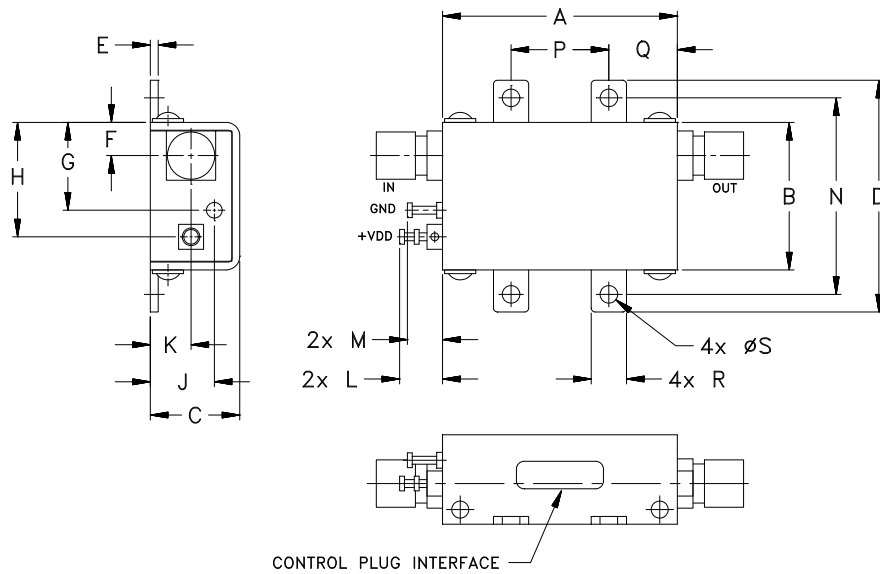 A
E
P
Q
F
G
H
IN
OUT
GND
+VDD
B
N
D
K
J
C
2x M
2x L
4x øS
4x R
CONTROL PLUG INTERFACE